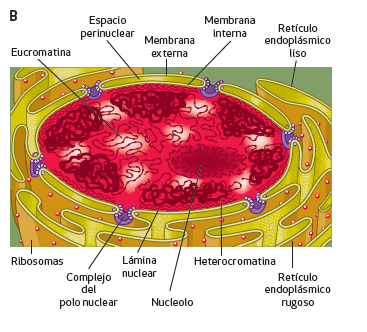 B
Espacio
perinuclear
Membrana
interna
Retículo
endoplásmico
liso
Eucromatina
Membrana
externa
Ribosomas
Complejo
del
polo nuclear
Lámina
nuclear
Nucleolo
Heterocromatina
Retículo
endoplásmico
rugoso